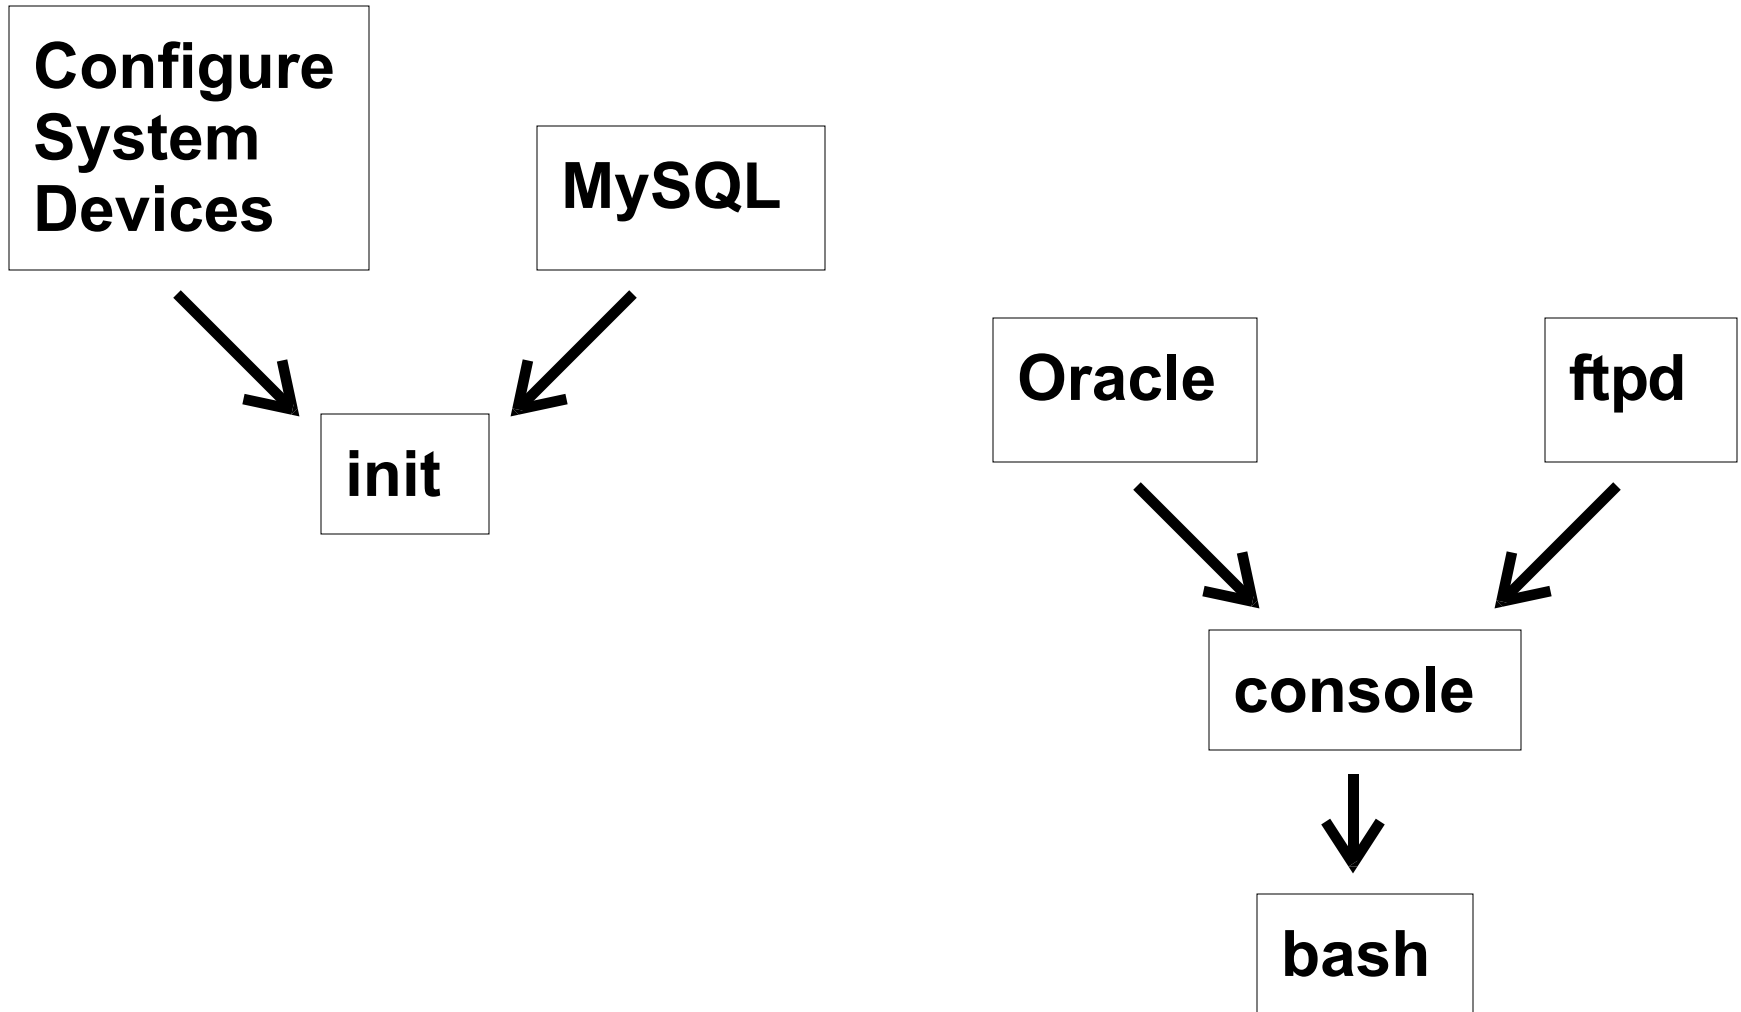 Configure
System
Devices
MySQL
init
Oracle
ftpd
console
bash